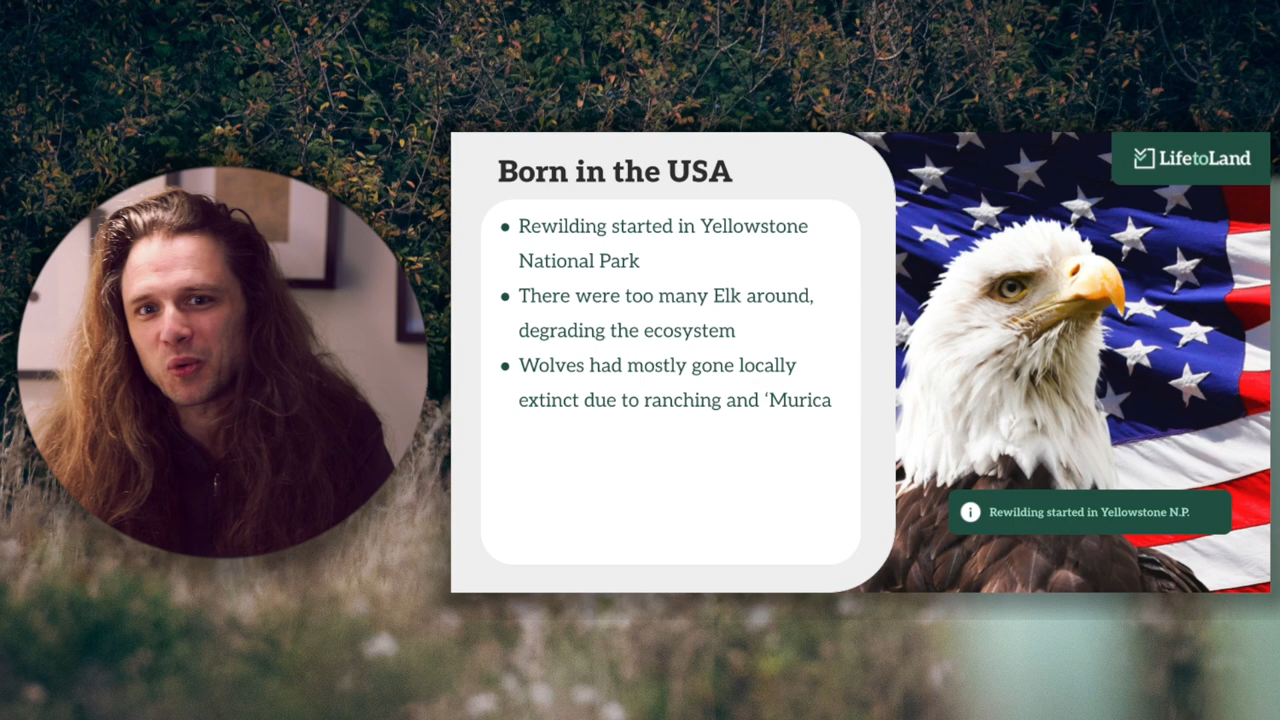 Born in the USA
• Rewilding started in Yellowstone
National Park
• There were too many Elk around,
degrading the ecosystem
• Wolves had mostly gone locally
extinct due to ranching and ‘Murica
LifetoLand
Rewilding started in Yellowstone N.P.